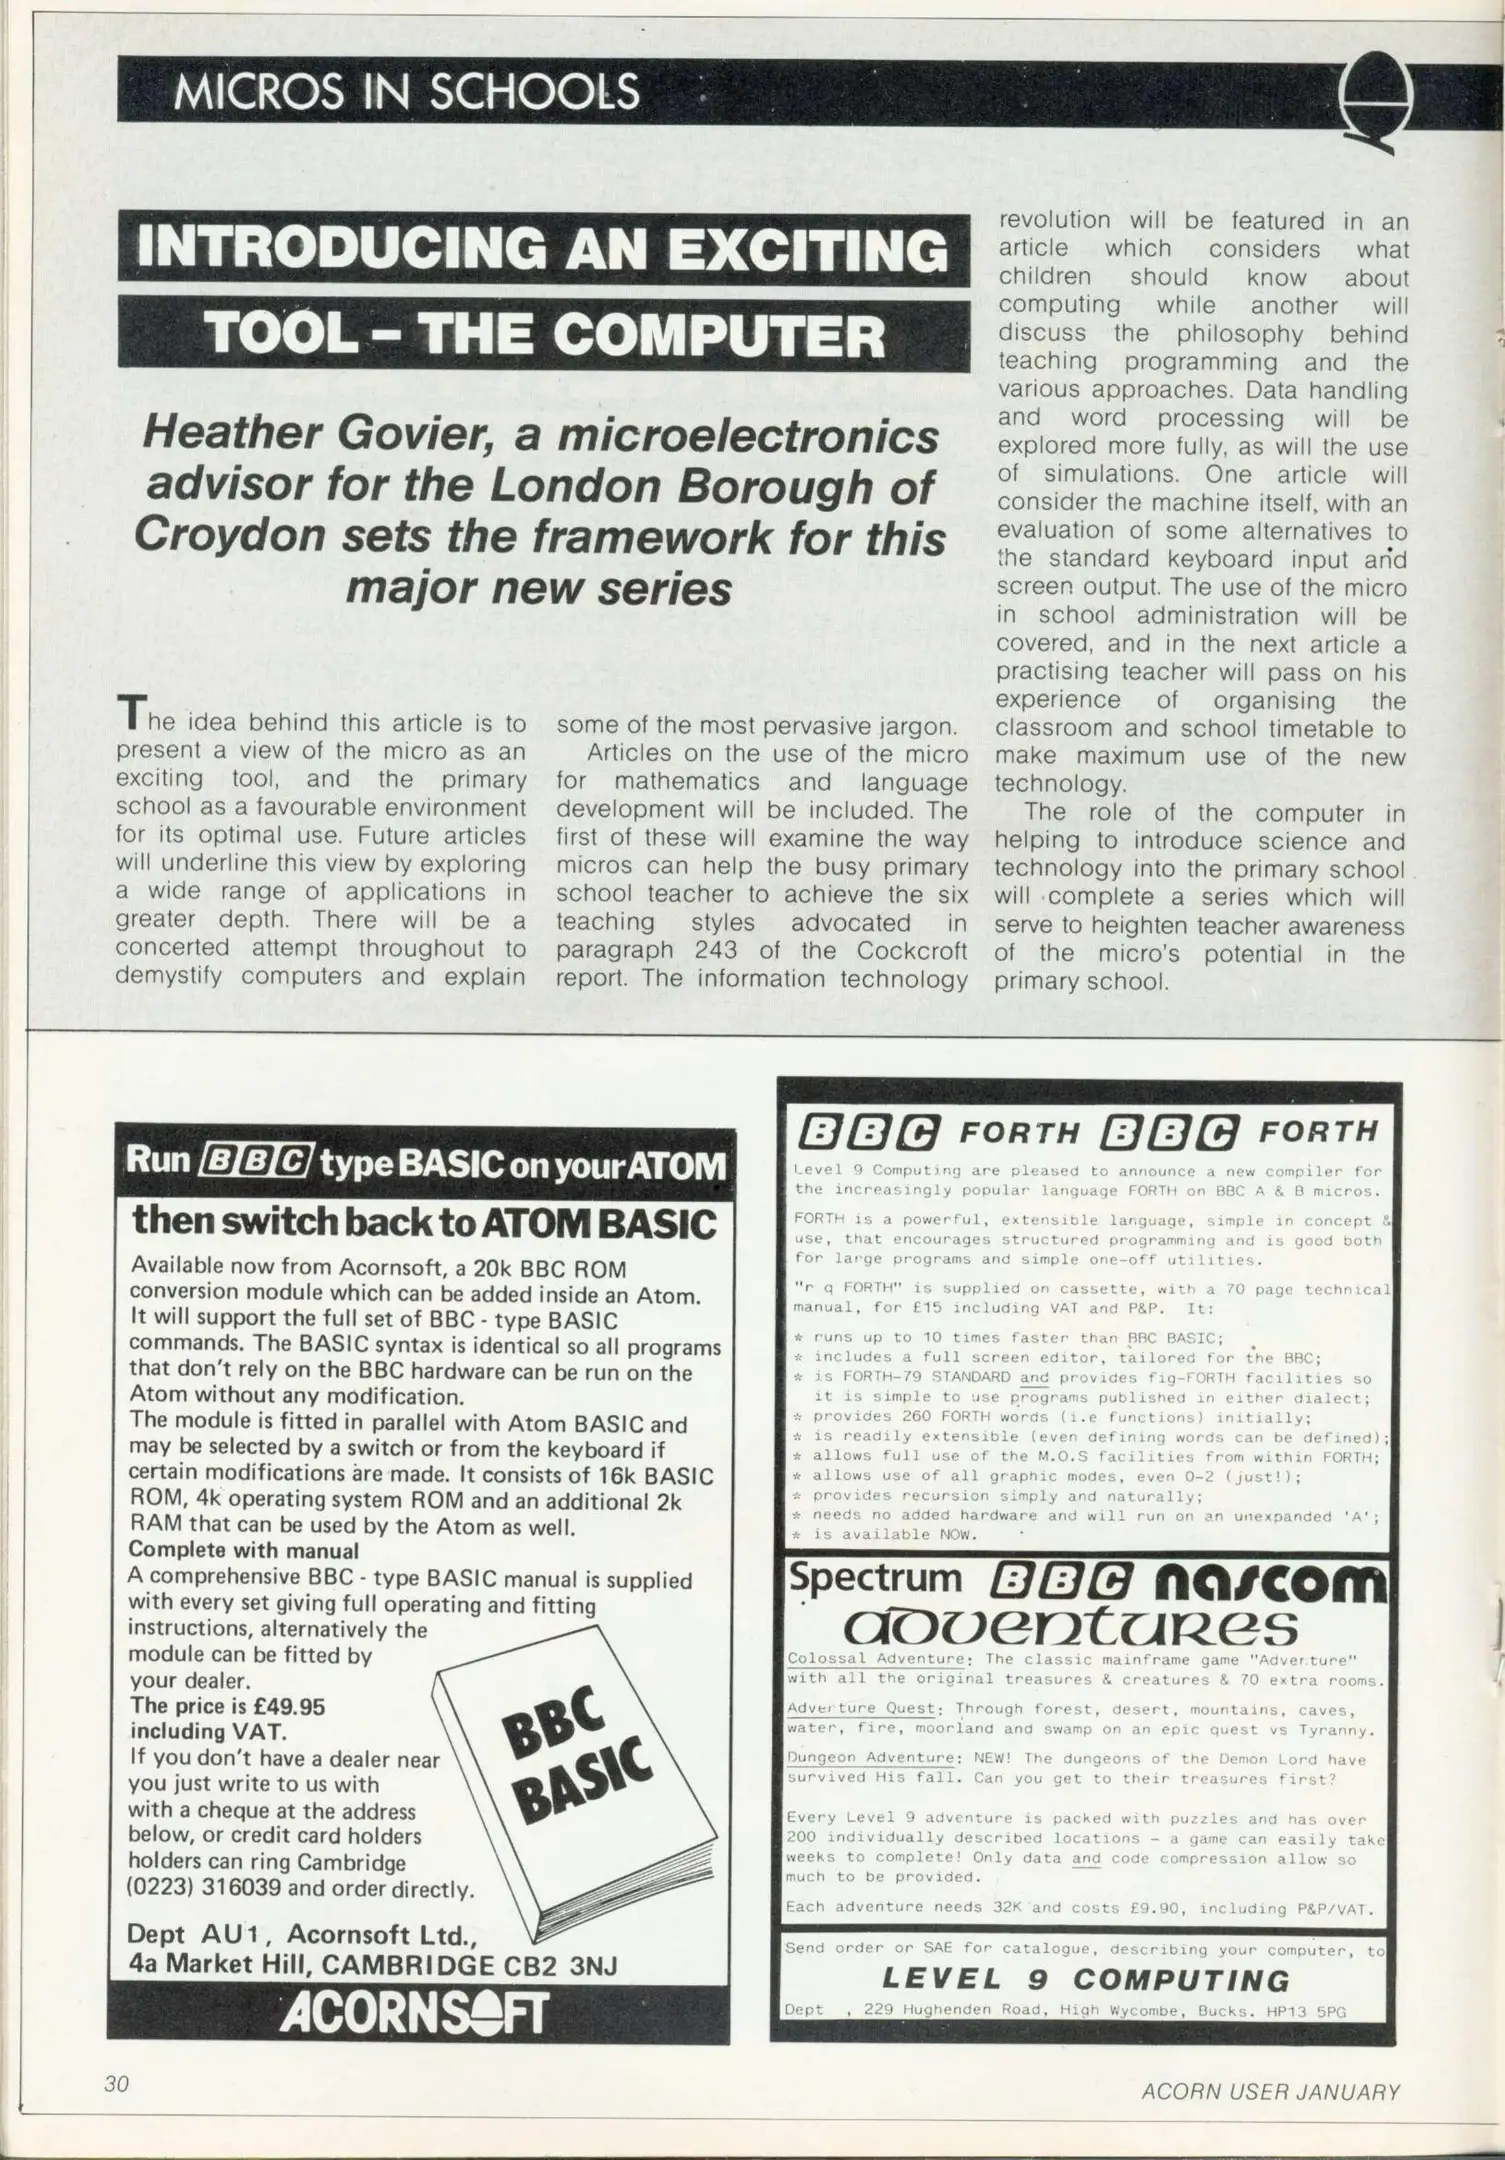 MICROS IN SCHOOLS
INTRODUCING AN EXCITING
TOOL – THE COMPUTER
Heather Govier, a microelectronics
advisor for the London Borough of
Croydon sets the framework for this
major new series
The idea behind this article is to
present a view of the micro as an
exciting tool, and the primary
school as a favourable environment
for its optimal use. Future articles
will underline this view by exploring
a wide range of applications in
greater depth. There will be a
concerted attempt throughout to
demystify computers and explain
some of the most pervasive jargon.
Articles on the use of the micro
for mathematics and language
development will be included. The
first of these will examine the way
micros can help the busy primary
school teacher to achieve the six
teaching styles advocated in
paragraph 243 of the Cockcroft
report. The information technology
revolution will be featured in an
article which considers what
children should know about
computing while another will
discuss the philosophy behind
teaching programming and the
various approaches. Data handling
and word processing will be
explored more fully, as will the use
of simulations. One article will
consider the machine itself, with an
evaluation of some alternatives to
the standard keyboard input and
screen output. The use of the micro
in school administration will be
covered, and in the next article a
practising teacher will pass on his
experience of organising the
classroom and school timetable to
make maximum use of the new
technology.
The role of the computer in
helping to introduce science and
technology into the primary school
will complete a series which will
serve to heighten teacher awareness
of the micro's potential in the
primary school.
Run BBC type BASIC on your ATOM
then switch back to ATOM BASIC
Available now from Acornsoft, a 20k BBC ROM
conversion module which can be added inside an Atom.
It will support the full set of BBC - type BASIC
commands. The BASIC syntax is identical so all programs
that don't rely on the BBC hardware can be run on the
Atom without any modification.
The module is fitted in parallel with Atom BASIC and
may be selected by a switch or from the keyboard if
certain modifications are made. It consists of 16k BASIC
ROM, 4k operating system ROM and an additional 2k
RAM that can be used by the Atom as well.
Complete with manual
A comprehensive BBC - type BASIC manual is supplied
with every set giving full operating and fitting
instructions, alternatively the
module can be fitted by
your dealer.
The price is £49.95
including VAT.
If you don't have a dealer near
you just write to us with
with a cheque at the address
below, or credit card holders
holders can ring Cambridge
(0223) 316039 and order directly.
BBC
BASIC
Dept AU1, Acornsoft Ltd.,
4a Market Hill, CAMBRIDGE CB2 3NJ
ACORNSOFT
BBC FORTH BBC FORTH
Level 9 Computing are pleased to announce a new compiler for
the increasingly popular language FORTH on BBC A & B micros.
FORTH is a powerful, extensible language, simple in concept &
use, that encourages structured programming and is good both
for large programs and simple one-off utilities.
"r q FORTH" is supplied on cassette, with a 70 page technical
manual, for £15 including VAT and P&P. It:
* runs up to 10 times faster than BBC BASIC;
* includes a full screen editor, tailored for the BBC;
* is FORTH-79 STANDARD and provides fig-FORTH facilities so
it is simple to use programs published in either dialect;
* provides 260 FORTH words (i.e functions) initially;
* is readily extensible (even defining words can be defined);
* allows full use of the M.O.S facilities from within FORTH;
* allows use of all graphic modes, even 0-2 (just!);
* provides recursion simply and naturally;
* needs no added hardware and will run on an unexpanded 'A';
* is available NOW.
Spectrum BBC nascom
adventures
Colossal Adventure: The classic mainframe game "Adventure"
with all the original treasures & creatures & 70 extra rooms.
Adventure Quest: Through forest, desert, mountains, caves,
water, fire, moorland and swamp on an epic quest vs Tyranny.
Dungeon Adventure: NEW! The dungeons of the Demon Lord have
survived His fall. Can you get to their treasures first?
Every Level 9 adventure is packed with puzzles and has over
200 individually described locations - a game can easily take
weeks to complete! Only data and code compression allow so
much to be provided.
Each adventure needs 32K and costs £9.90, including P&P/VAT.
Send order or SAE for catalogue, describing your computer, to
LEVEL 9 COMPUTING
Dept , 229 Hughenden Road, High Wycombe, Bucks. HP13 5PG
30
ACORN USER JANUARY